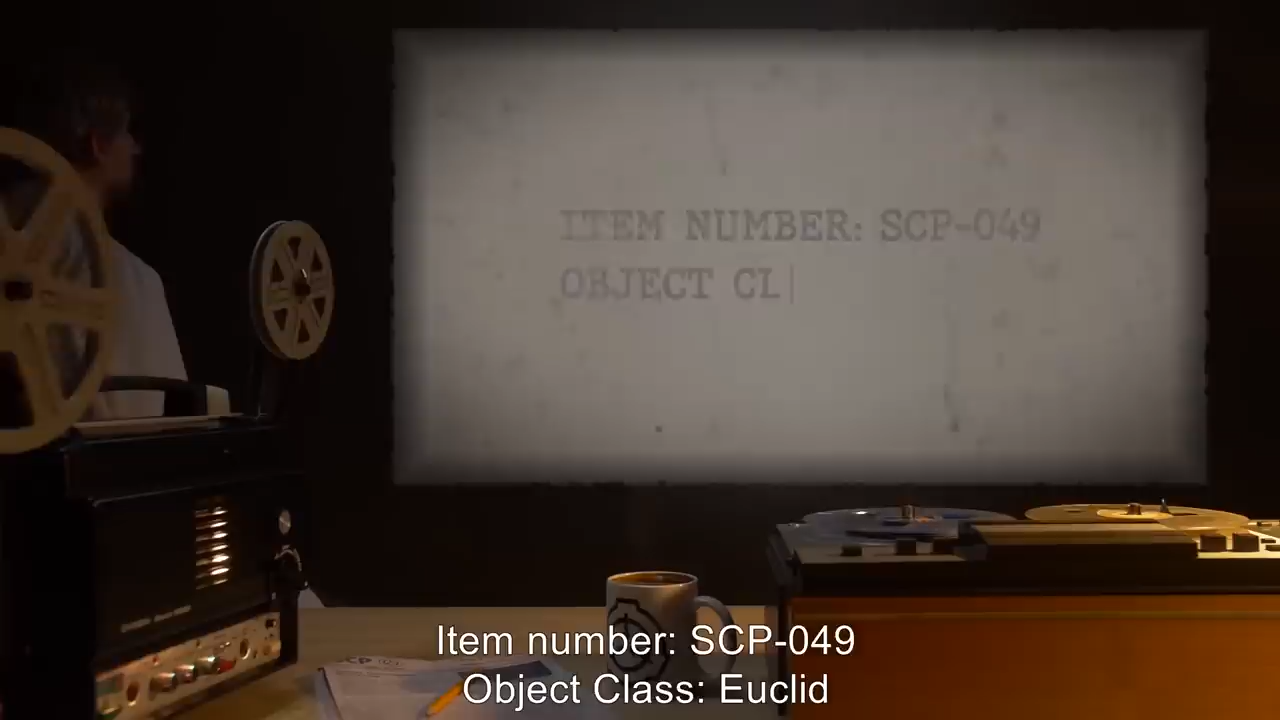 ITEM NUMBER: SCP-049
OBJECT CL
Item number: SCP-049
Object Class: Euclid